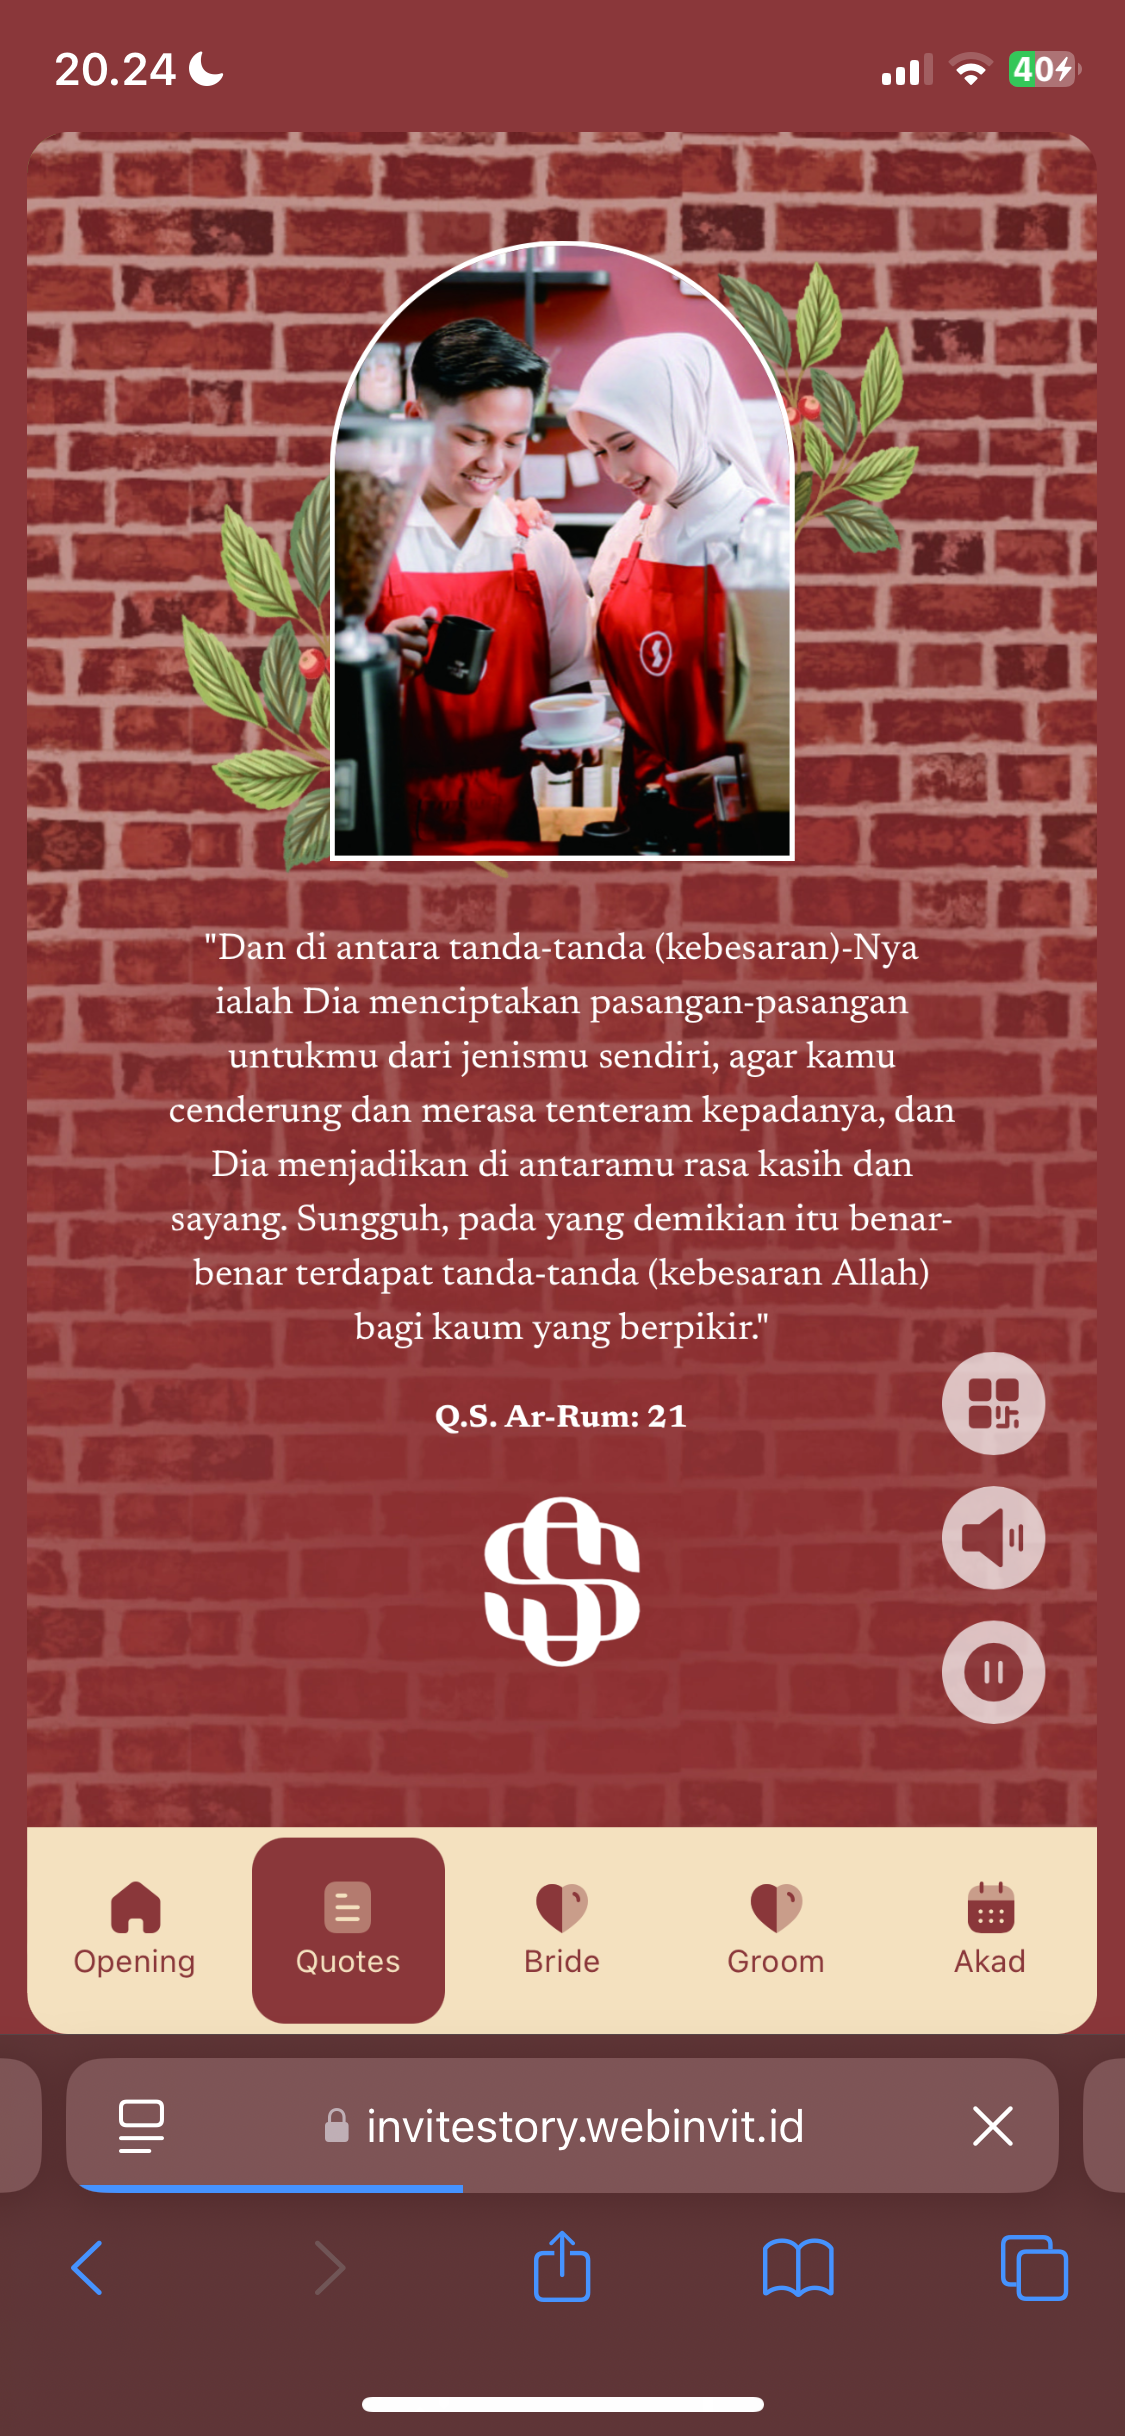 20.24
40
"Dan di antara tanda-tanda (kebesaran)-Nya
ialah Dia menciptakan pasangan-pasangan
untukmu dari jenismu sendiri, agar kamu
cenderung dan merasa tenteram kepadanya, dan
Dia menjadikan di antaramu rasa kasih dan
sayang. Sungguh, pada yang demikian itu benar-
benar terdapat tanda-tanda (kebesaran Allah)
bagi kaum yang berpikir."
Q.S. Ar-Rum: 21
Opening
Quotes
Bride
Groom
Akad
invitestory.webinvit.id